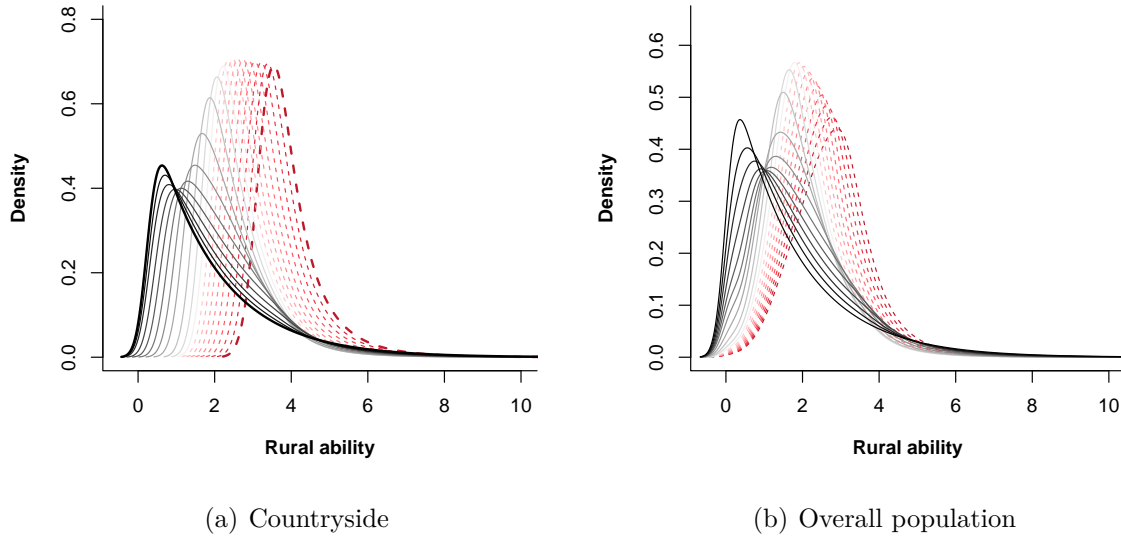 0.0 0.2 0.4 0.6 0.8
Density
0 2 4 6 8 10
Rural ability
(a) Countryside
0.0 0.1 0.2 0.3 0.4 0.5 0.6
Density
0 2 4 6 8 10
Rural ability
(b) Overall population